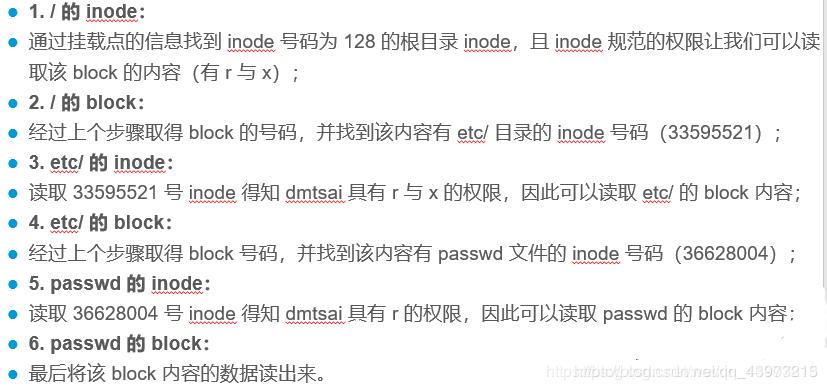 1. / 的 inode：
通过挂载点的信息找到 inode 号码为 128 的根目录 inode，且 inode 规范的权限让我们可以读
取该 block 的内容（有 r 与 x）；
2. / 的 block：
经过上个步骤取得 block 的号码，并找到该内容有 etc/ 目录的 inode 号码（33595521）；
3. etc/ 的 inode：
读取 33595521 号 inode 得知 dmtsai 具有 r 与 x 的权限，因此可以读取 etc/ 的 block 内容；
4. etc/ 的 block：
经过上个步骤取得 block 号码，并找到该内容有 passwd 文件的 inode 号码（36628004）；
5. passwd 的 inode：
读取 36628004 号 inode 得知 dmtsai 具有 r 的权限，因此可以读取 passwd 的 block 内容；
6. passwd 的 block：
最后将该 block 内容的数据读出来。